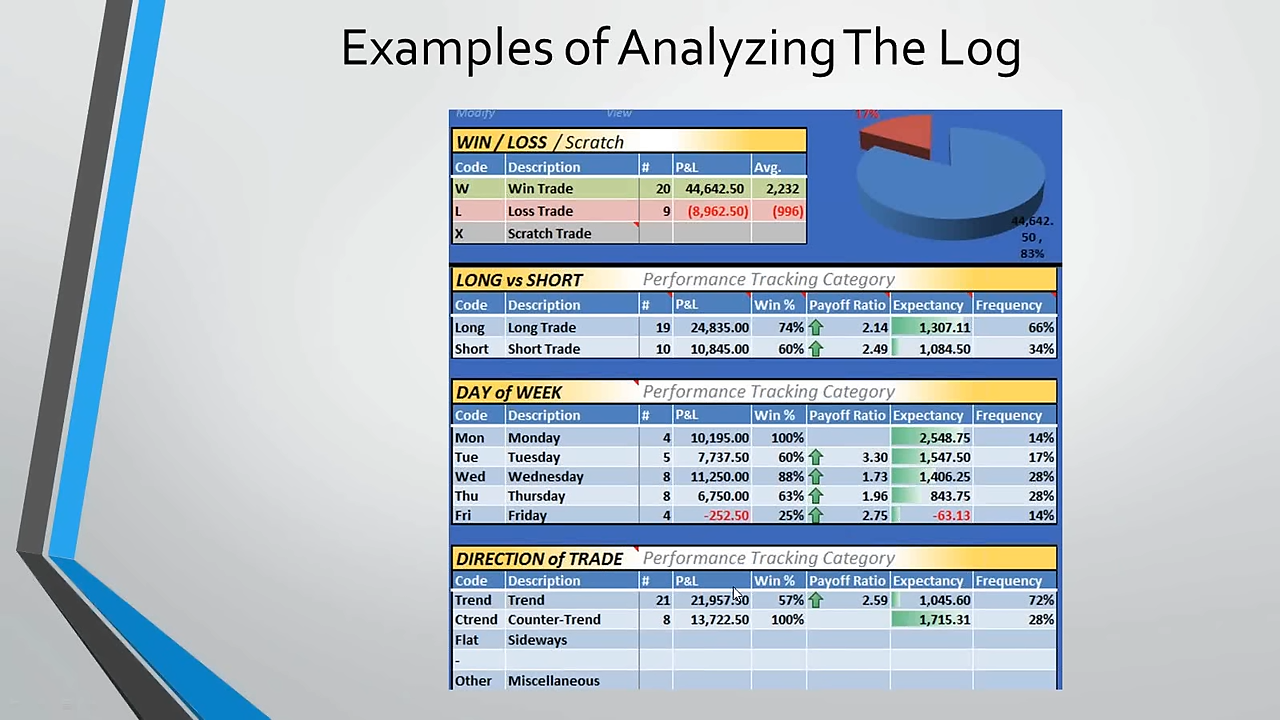 Examples of Analyzing The Log
Modify View
17%
WIN / LOSS / Scratch
Code Description # P&L Avg.
W Win Trade 20 44,642.50 2,232
L Loss Trade 9 (8,962.50) (996)
X Scratch Trade
44,642.
50 ,
83%
LONG vs SHORT Performance Tracking Category
Code Description # P&L Win % Payoff Ratio Expectancy Frequency
Long Long Trade 19 24,835.00 74% 2.14 1,307.11 66%
Short Short Trade 10 10,845.00 60% 2.49 1,084.50 34%
DAY of WEEK Performance Tracking Category
Code Description # P&L Win % Payoff Ratio Expectancy Frequency
Mon Monday 4 10,195.00 100% 2,548.75 14%
Tue Tuesday 5 7,737.50 60% 3.30 1,547.50 17%
Wed Wednesday 8 11,250.00 88% 1.73 1,406.25 28%
Thu Thursday 8 6,750.00 63% 1.96 843.75 28%
Fri Friday 4 -252.50 25% 2.75 -63.13 14%
DIRECTION of TRADE Performance Tracking Category
Code Description # P&L Win % Payoff Ratio Expectancy Frequency
Trend Trend 21 21,957.50 57% 2.59 1,045.60 72%
Ctrend Counter-Trend 8 13,722.50 100% 1,715.31 28%
Flat Sideways
-
Other Miscellaneous